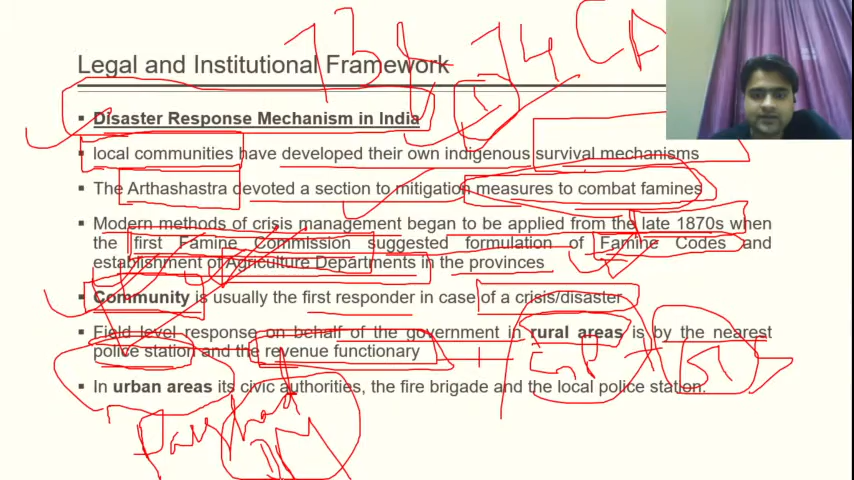 73 74 CA
Legal and Institutional Framework
▪ Disaster Response Mechanism in India
▪ local communities have developed their own indigenous survival mechanisms
▪ The Arthashastra devoted a section to mitigation measures to combat famines
▪ Modern methods of crisis management began to be applied from the late 1870s when
the first Famine Commission suggested formulation of Famine Codes and
establishment of Agriculture Departments in the provinces
▪ Community is usually the first responder in case of a crisis/disaster
▪ Field level response on behalf of the government in rural areas is by the nearest
police station and the revenue functionary
▪ In urban areas its civic authorities, the fire brigade and the local police station.